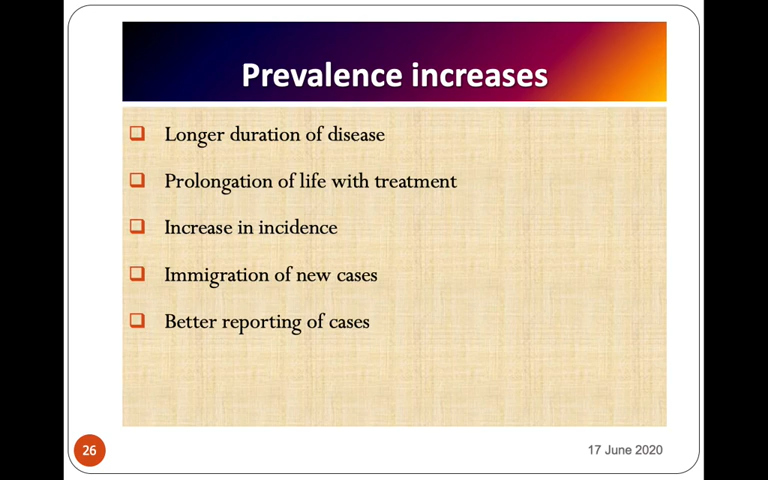 Prevalence increases
Longer duration of disease
Prolongation of life with treatment
Increase in incidence
Immigration of new cases
Better reporting of cases
26
17 June 2020